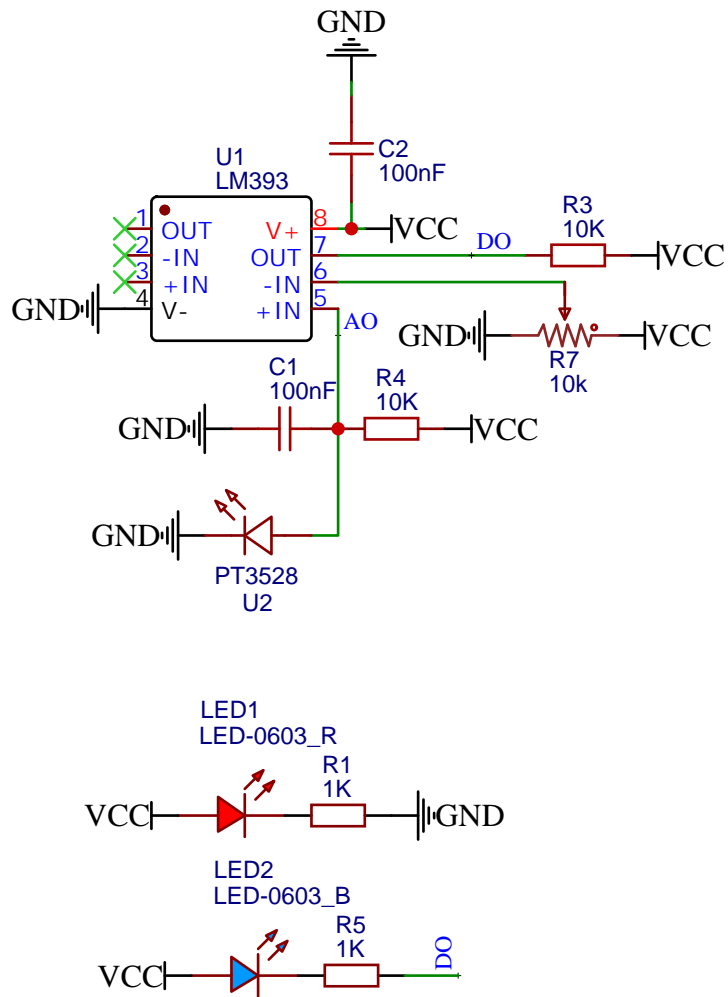 GND
C2
100nF
U1
LM393
1 OUT V+ 8 VCC
2 -IN OUT 7 DO
3 +IN -IN 6
GND 4 V- +IN 5 AO
R3
10K
VCC
GND VCC
R7
10k
C1
100nF
R4
10K
GND VCC
GND
PT3528
U2
LED1
LED-0603_R
R1
1K
VCC GND
LED2
LED-0603_B
R5
1K
VCC DO